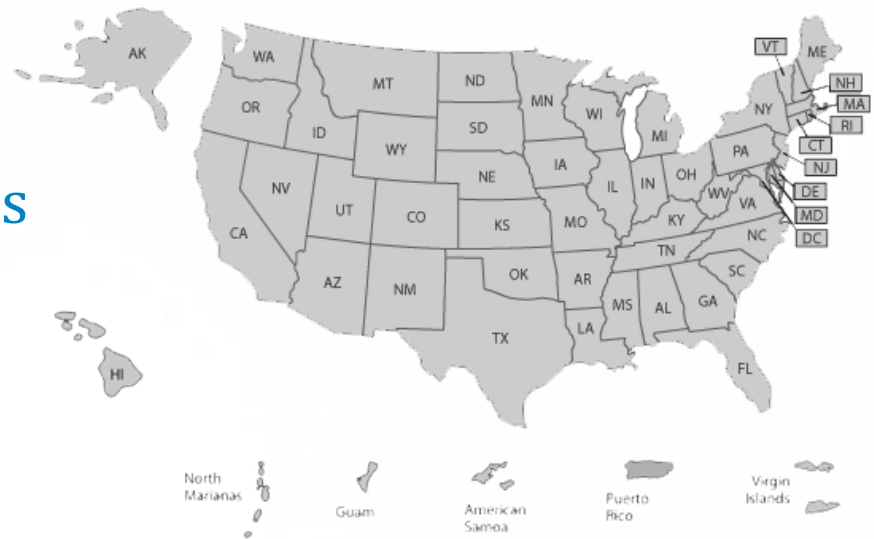 AK
WA
MT
ND
MN
VT
ME
NH
MA
RI
CT
NJ
DE
MD
DC
OR
ID
WY
SD
WI
MI
NY
PA
NV
UT
CO
NE
IA
IL
IN
OH
WV
VA
s
CA
KS
MO
KY
NC
AZ
NM
OK
AR
TN
SC
TX
LA
MS
AL
GA
FL
HI
North
Marianas
Guam
American
Samoa
Puerto
Rico
Virgin
Islands